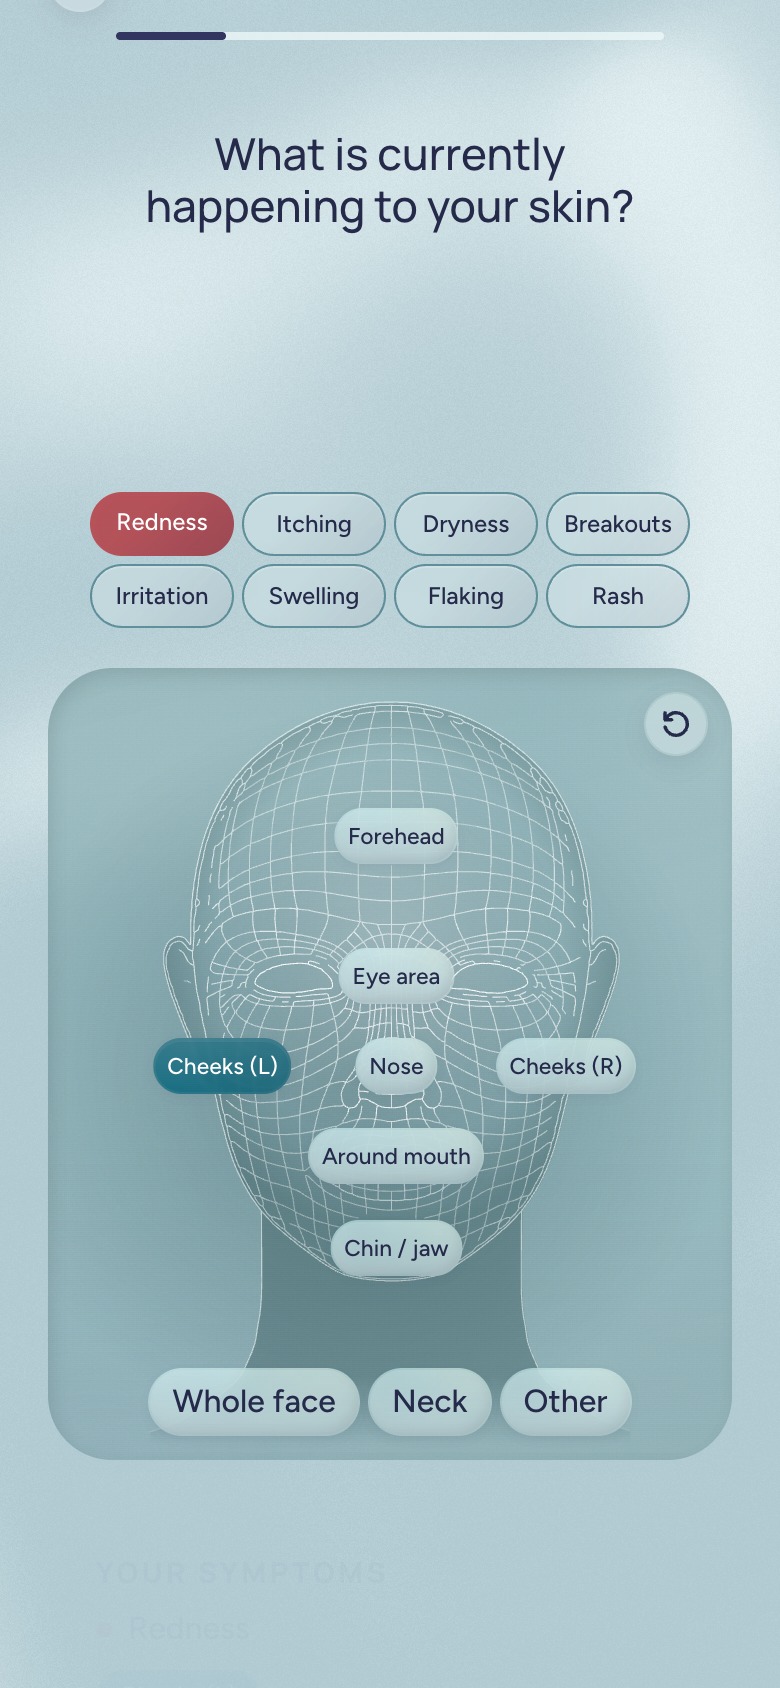 What is currently
happening to your skin?
Redness
Itching
Dryness
Breakouts
Irritation
Swelling
Flaking
Rash
Forehead
Eye area
Cheeks (L)
Nose
Cheeks (R)
Around mouth
Chin / jaw
Whole face
Neck
Other
YOUR SYMPTOMS
Redness